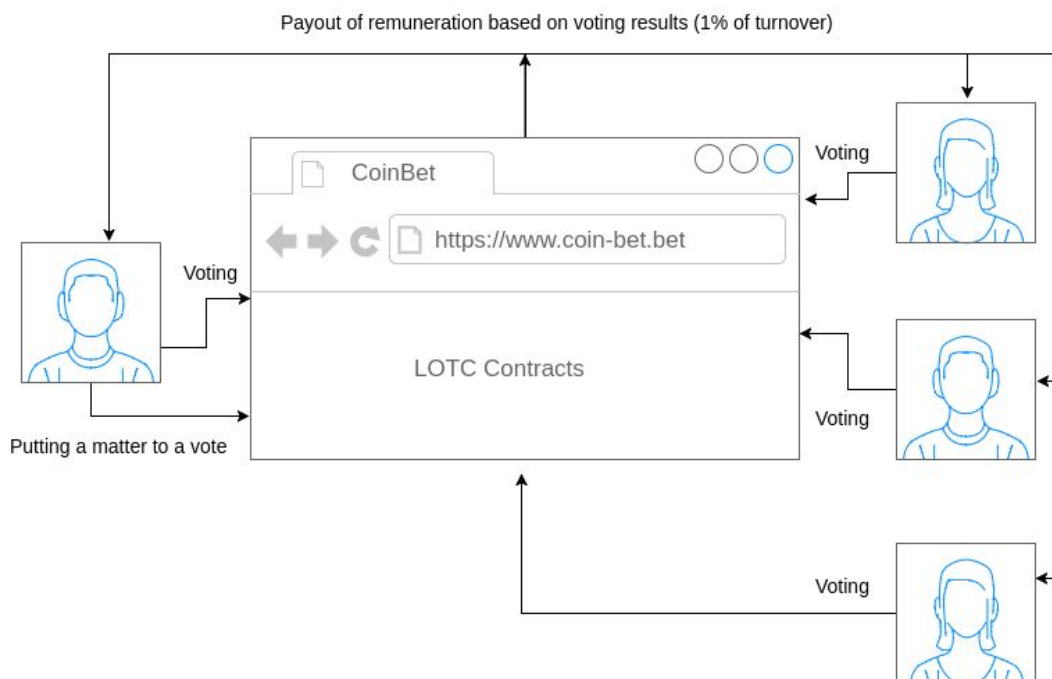 Payout of remuneration based on voting results (1% of turnover)
CoinBet
Voting
https://www.coin-bet.bet
Voting
LOTC Contracts
Voting
Putting a matter to a vote
Voting